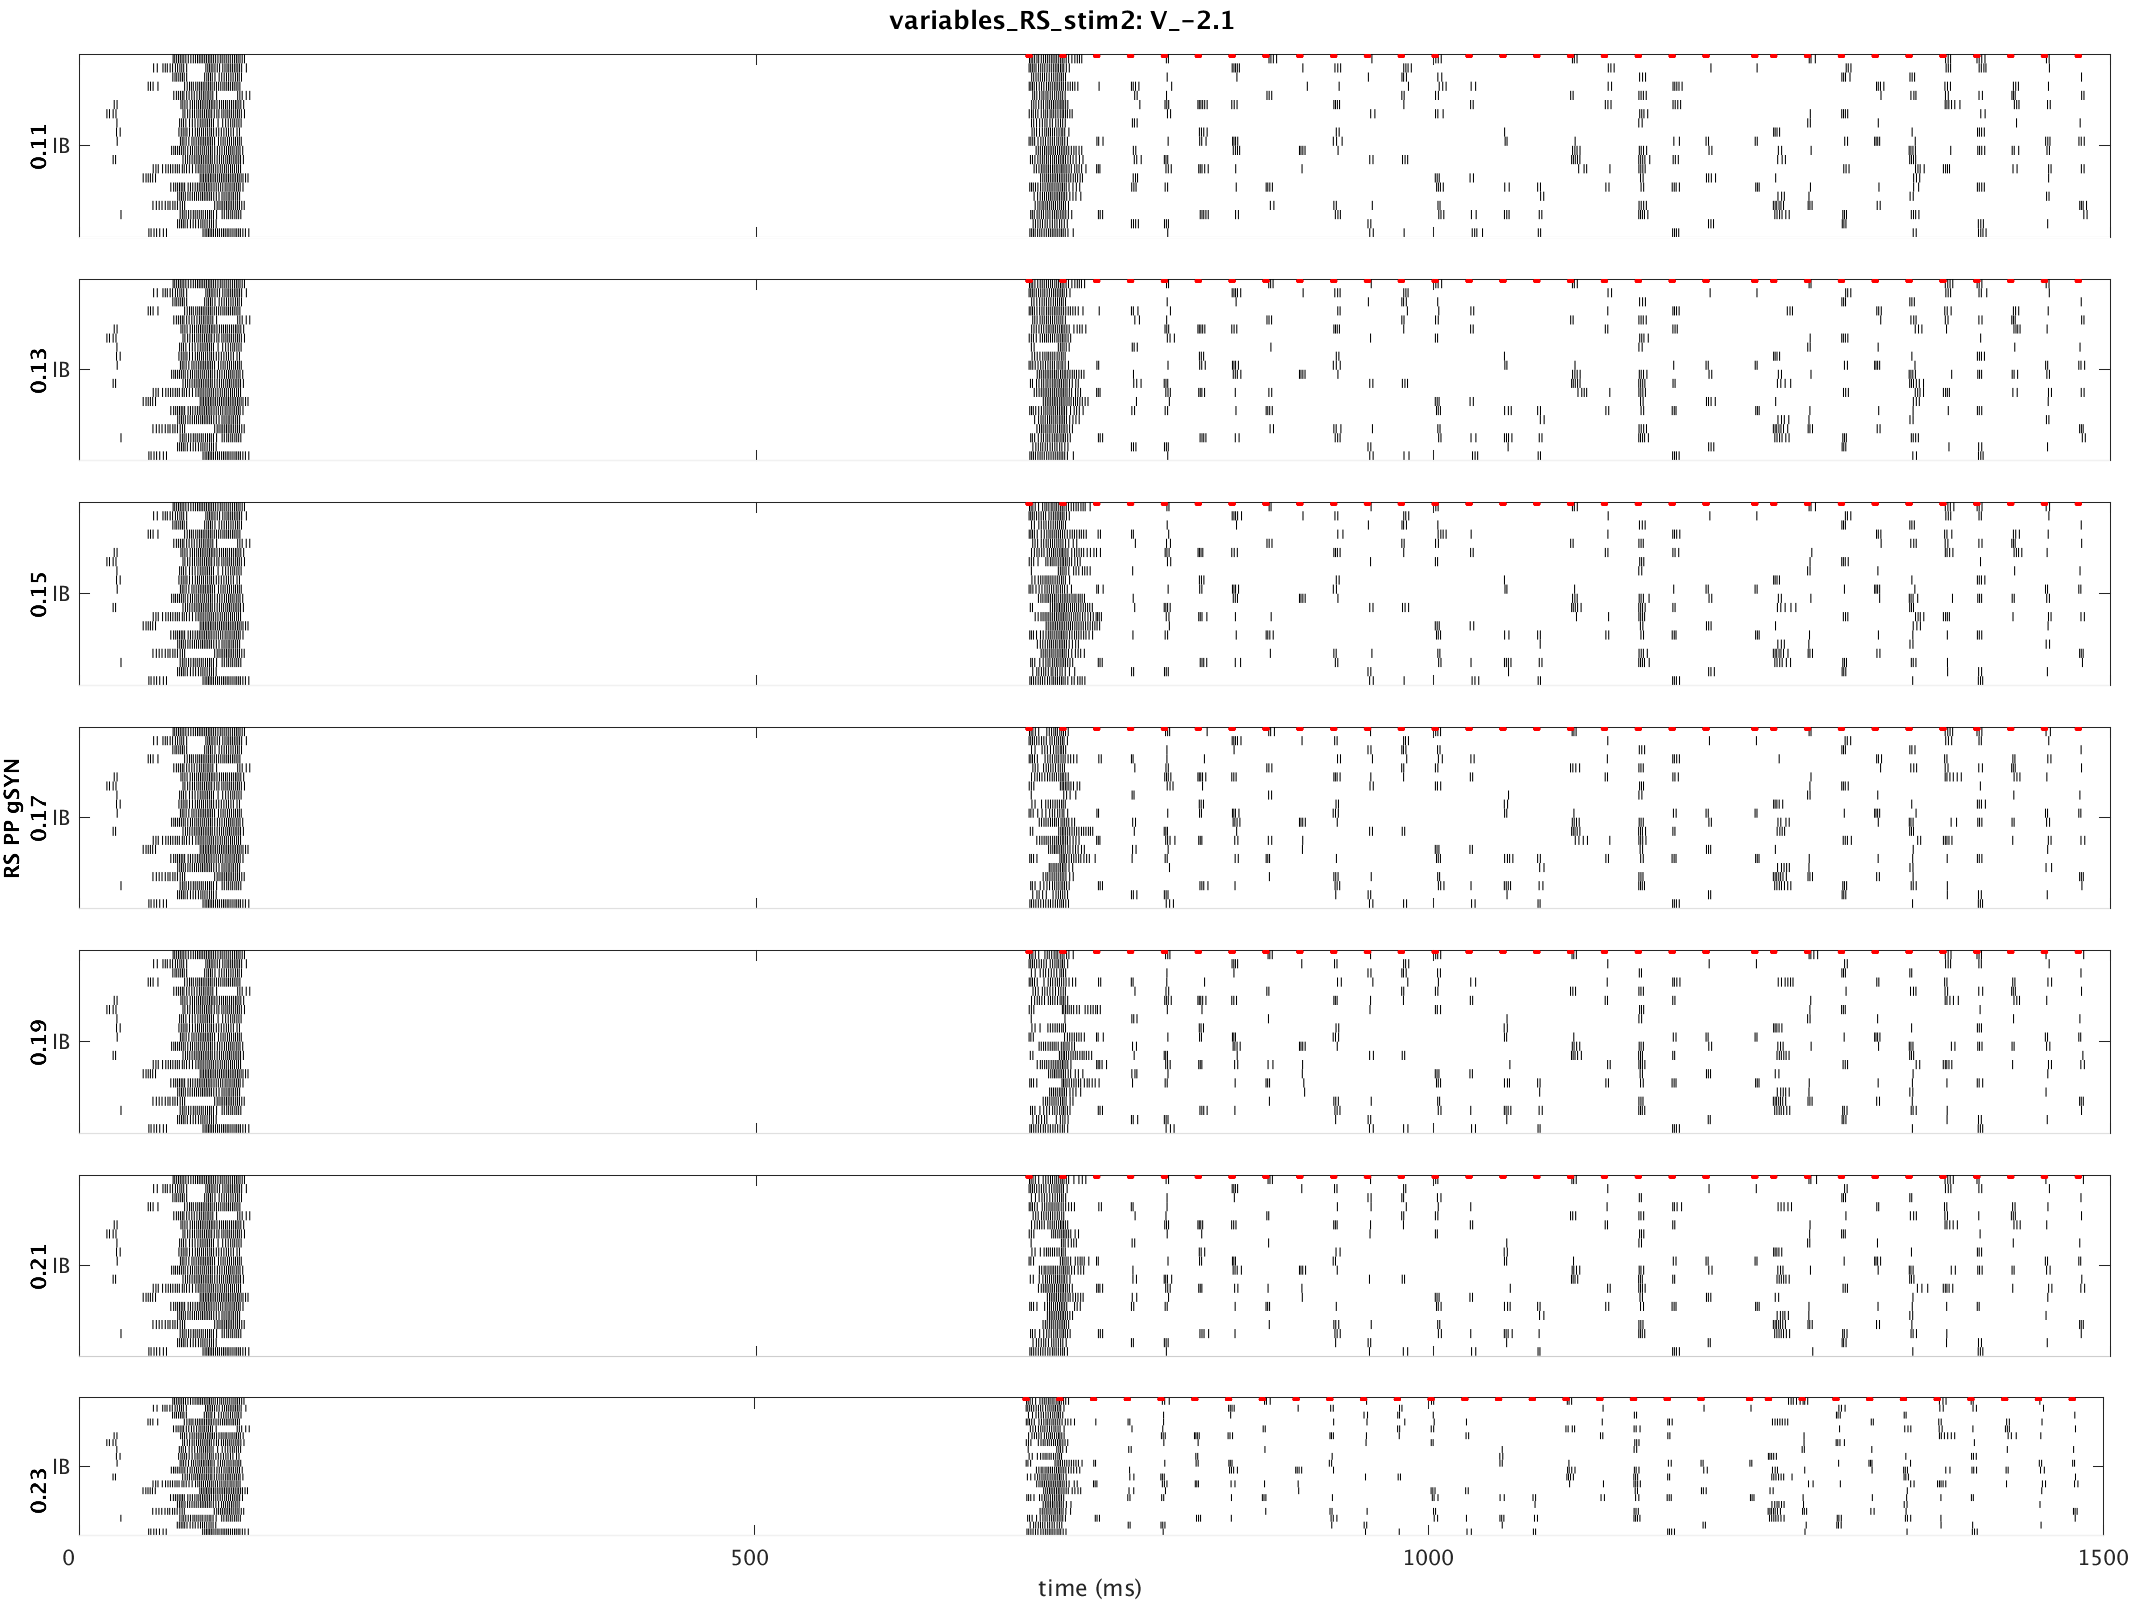 variables_RS_stim2: V_-2.1
RS PP gSYN
0.11 IB
0.13 IB
0.15 IB
0.17 IB
0.19 IB
0.21 IB
0.23 IB
0 500 1000 1500
time (ms)